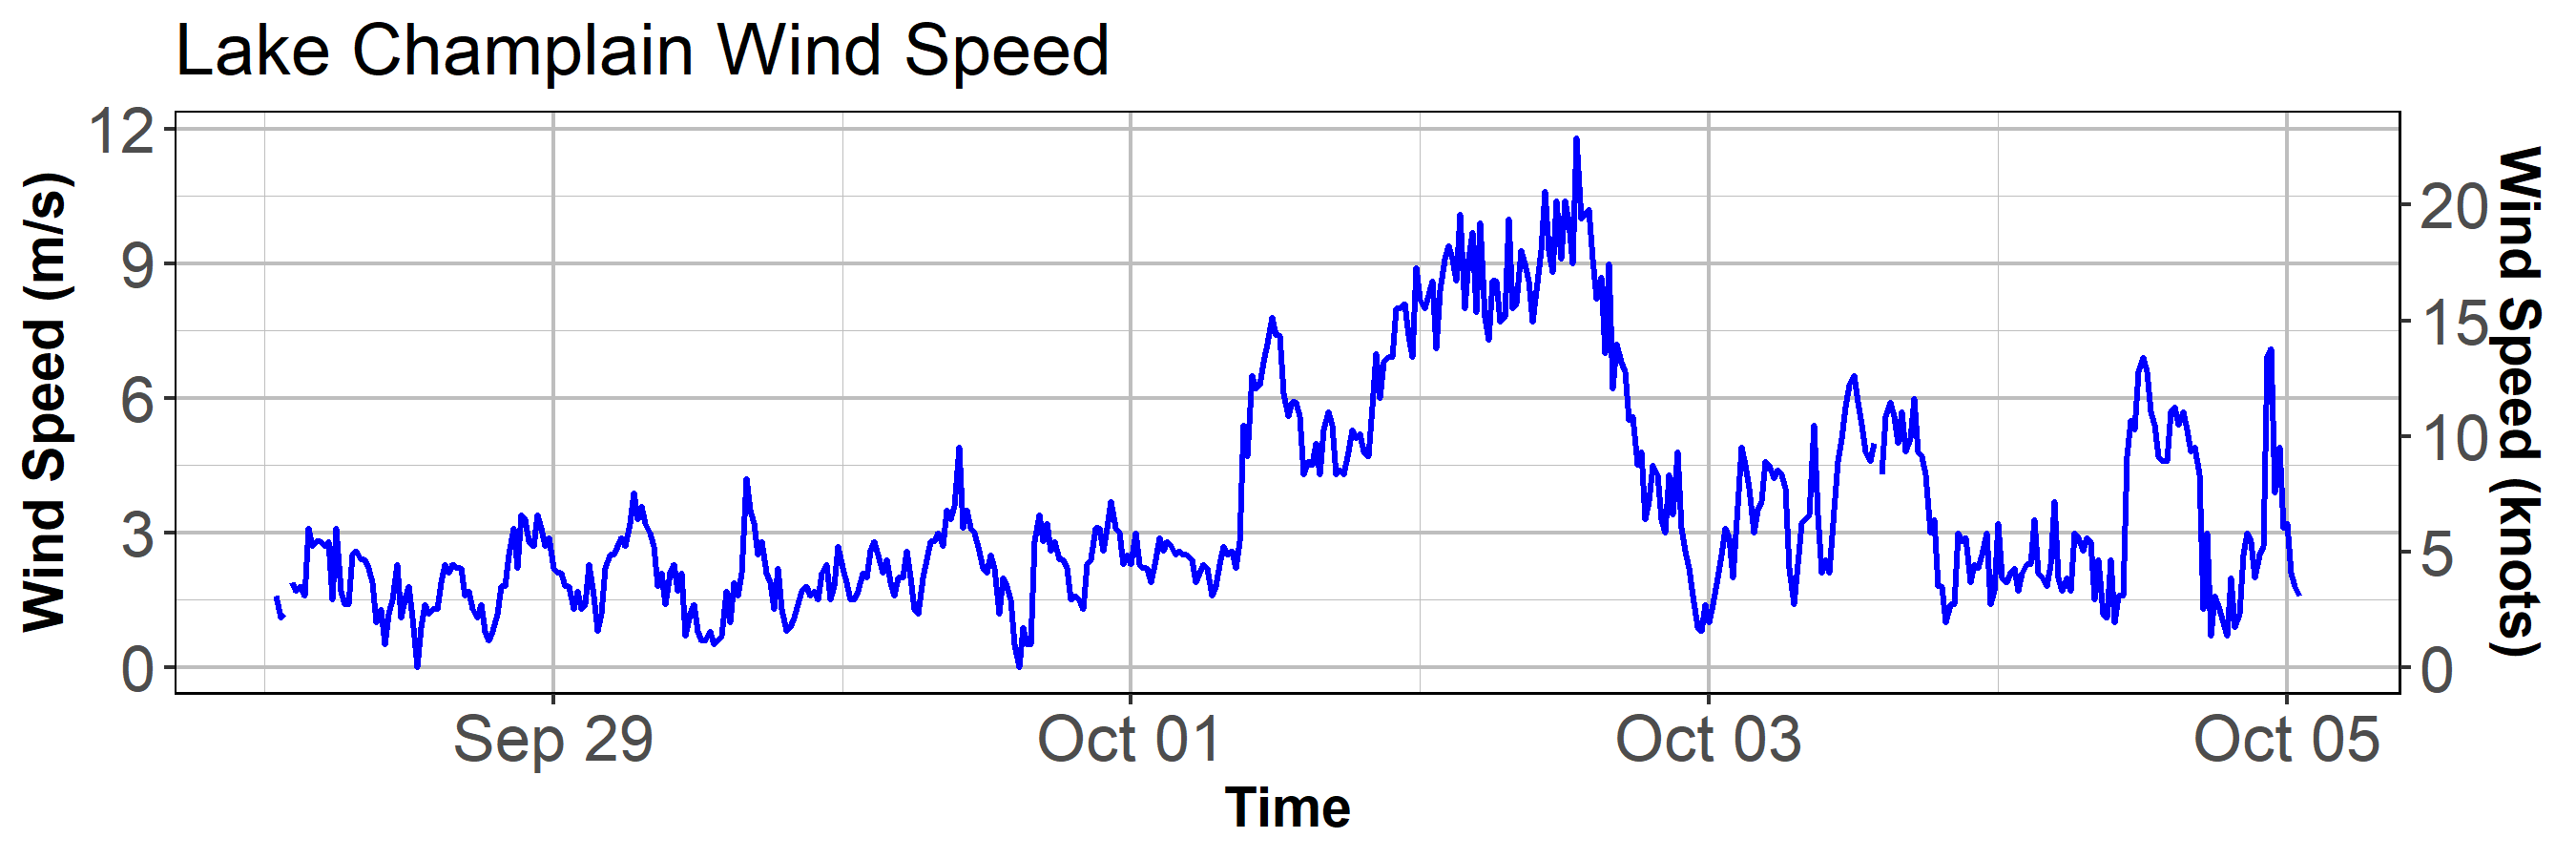 Lake Champlain Wind Speed
Wind Speed (m/s)
12
9
6
3
0
Wind Speed (knots)
20
15
10
5
0
Sep 29 Oct 01 Oct 03 Oct 05
Time